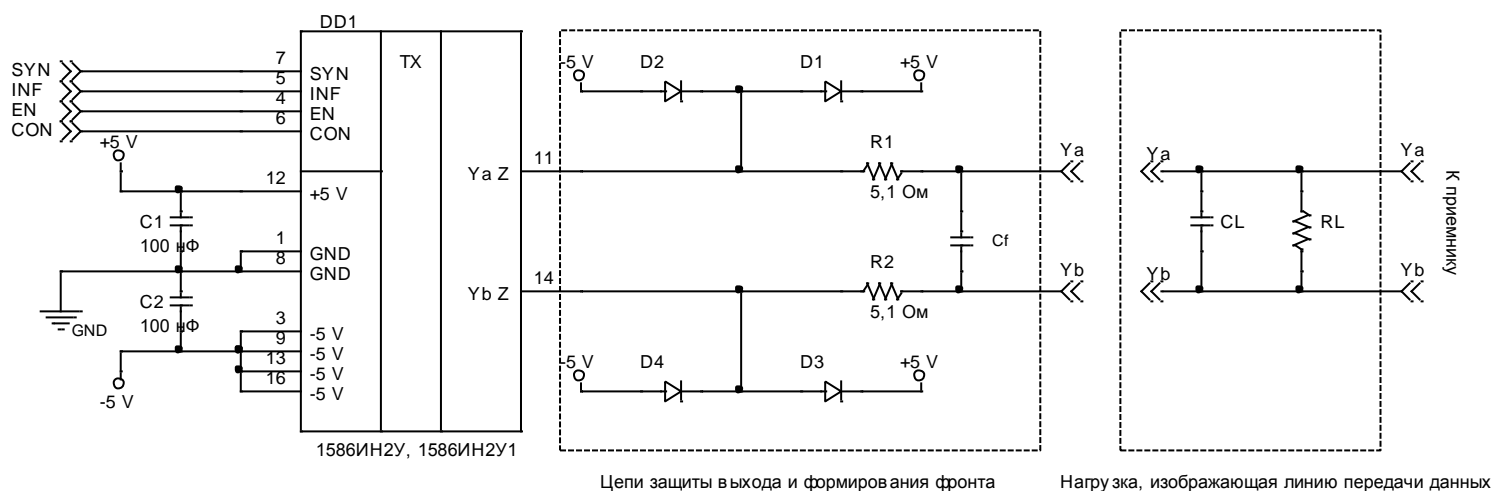 DD1
TX
SYN 7 SYN
INF 5 INF
EN 4 EN
CON 6 CON
+5 V
12 +5 V
C1
100 нФ
1 GND
8 GND
C2
100 нФ
GND
3 -5 V
9 -5 V
13 -5 V
16 -5 V
-5 V
Ya Z 11
Yb Z 14
1586ИН2У, 1586ИН2У1
-5 V D2 D1 +5 V
R1
5,1 Ом
Ya
Cf
R2
5,1 Ом
Yb
-5 V D4 D3 +5 V
Цепи защиты выхода и формирования фронта
Ya Ya
CL RL
Yb Yb
К приемнику
Нагрузка, изображающая линию передачи данных